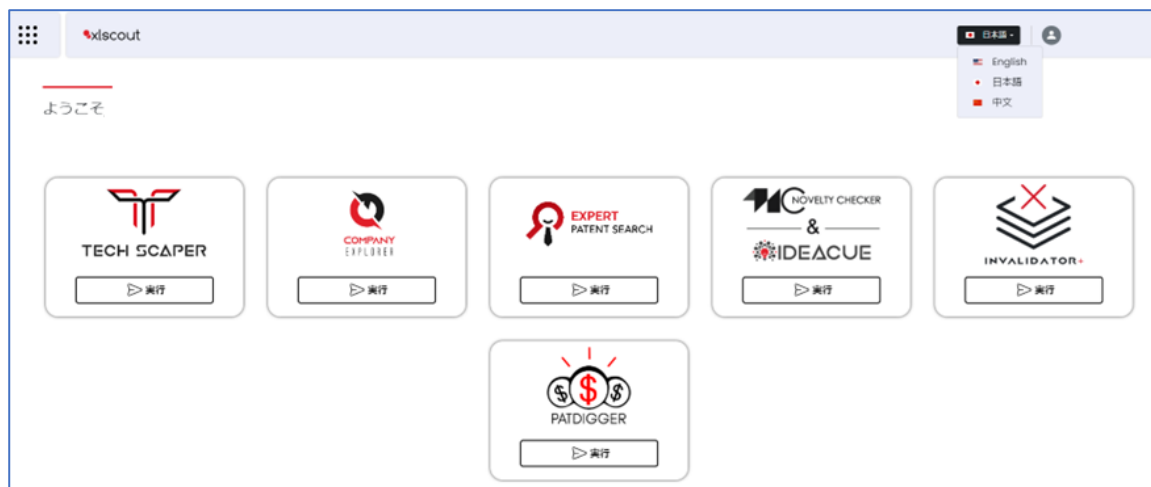 xlscout
日本語
English
日本語
中文
ようこそ
TECH SCAPER
実行
COMPANY
EXPLORER
実行
EXPERT
PATENT SEARCH
実行
NC NOVELTY CHECKER
&
IDEACUE
実行
INVALIDATOR+
実行
$ $ $
PATDIGGER
実行